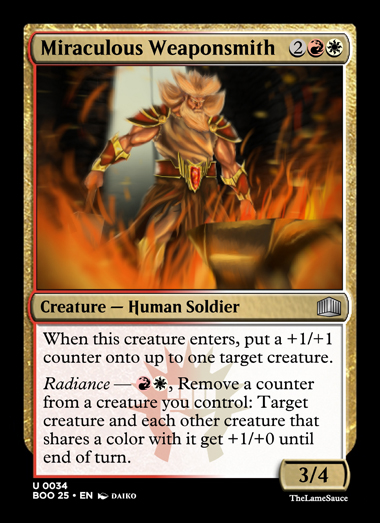 Miraculous Weaponsmith 2
Creature — Human Soldier
When this creature enters, put a +1/+1
counter onto up to one target creature.
Radiance — , Remove a counter
from a creature you control: Target
creature and each other creature that
shares a color with it get +1/+0 until
end of turn.
3/4
U 0034
BOO 25 • EN DAIKO
TheLameSauce